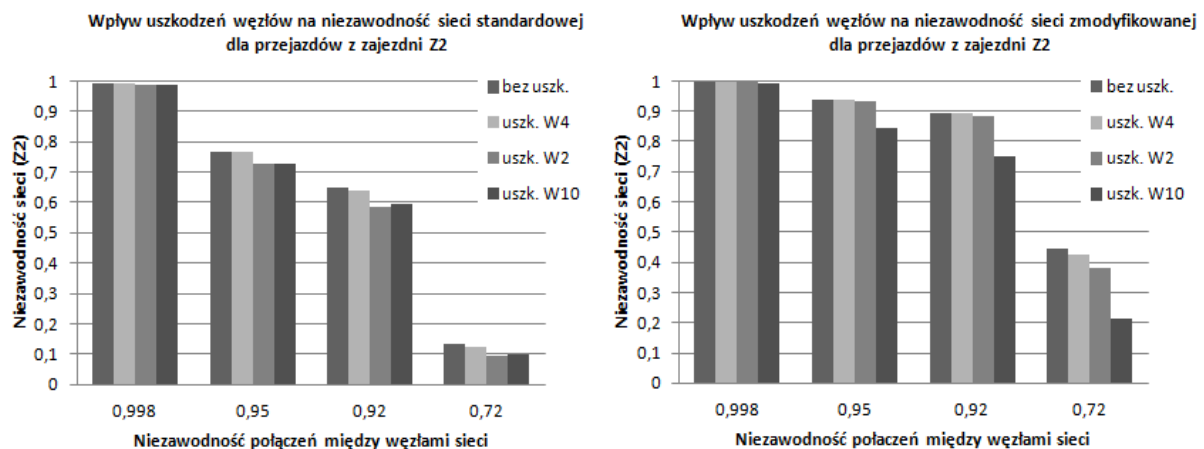 Wpływ uszkodzeń węzłów na niezawodność sieci standardowej
dla przejazdów z zajezdni Z2
Niezawodność sieci (Z2)
1
0,9
0,8
0,7
0,6
0,5
0,4
0,3
0,2
0,1
0
0,998
0,95
0,92
0,72
Niezawodność połączeń między węzłami sieci
bez uszk.
uszk. W4
uszk. W2
uszk. W10
Wpływ uszkodzeń węzłów na niezawodność sieci zmodyfikowanej
dla przejazdów z zajezdni Z2
Niezawodność sieci (Z2)
1
0,9
0,8
0,7
0,6
0,5
0,4
0,3
0,2
0,1
0
0,998
0,95
0,92
0,72
Niezawodność połaczeń między węzłami sieci
bez uszk.
uszk. W4
uszk. W2
uszk. W10